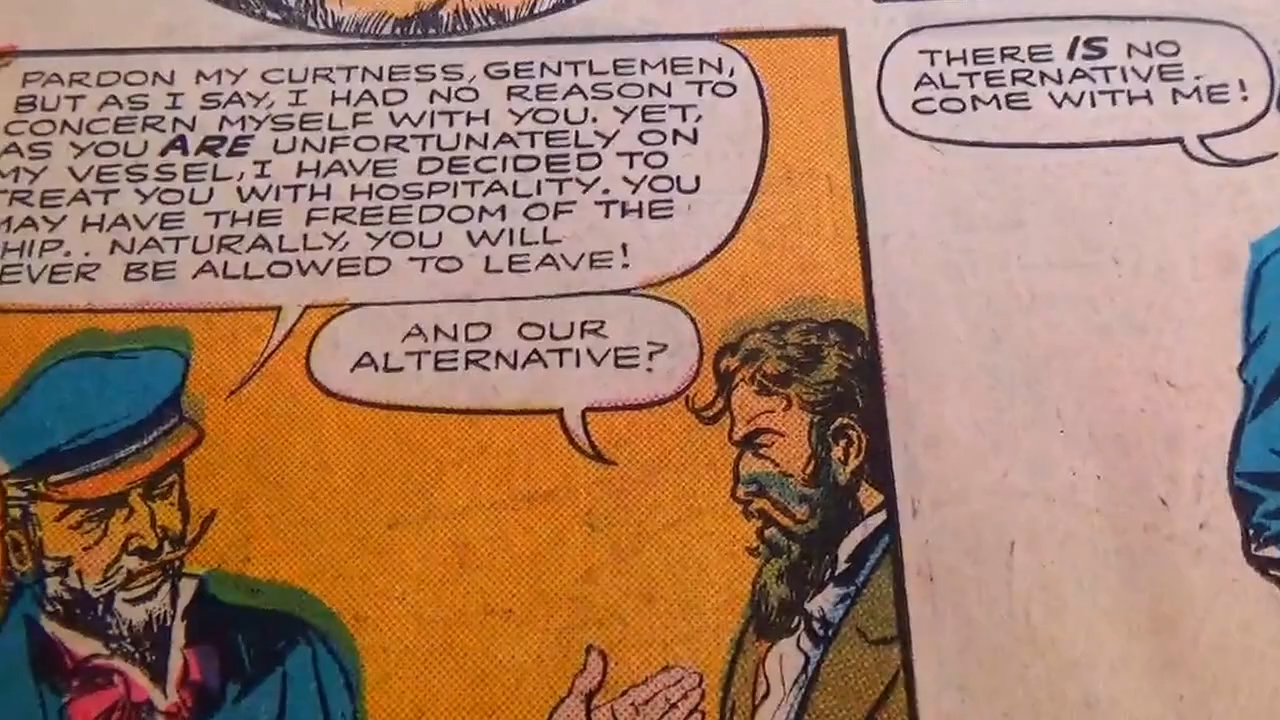 PARDON MY CURTNESS, GENTLEMEN,
BUT AS I SAY, I HAD NO REASON TO
CONCERN MYSELF WITH YOU. YET,
AS YOU ARE UNFORTUNATELY ON
MY VESSEL, I HAVE DECIDED TO
TREAT YOU WITH HOSPITALITY. YOU
MAY HAVE THE FREEDOM OF THE
HIP.. NATURALLY, YOU WILL
EVER BE ALLOWED TO LEAVE!
AND OUR
ALTERNATIVE?
THERE IS NO
ALTERNATIVE.
COME WITH ME!